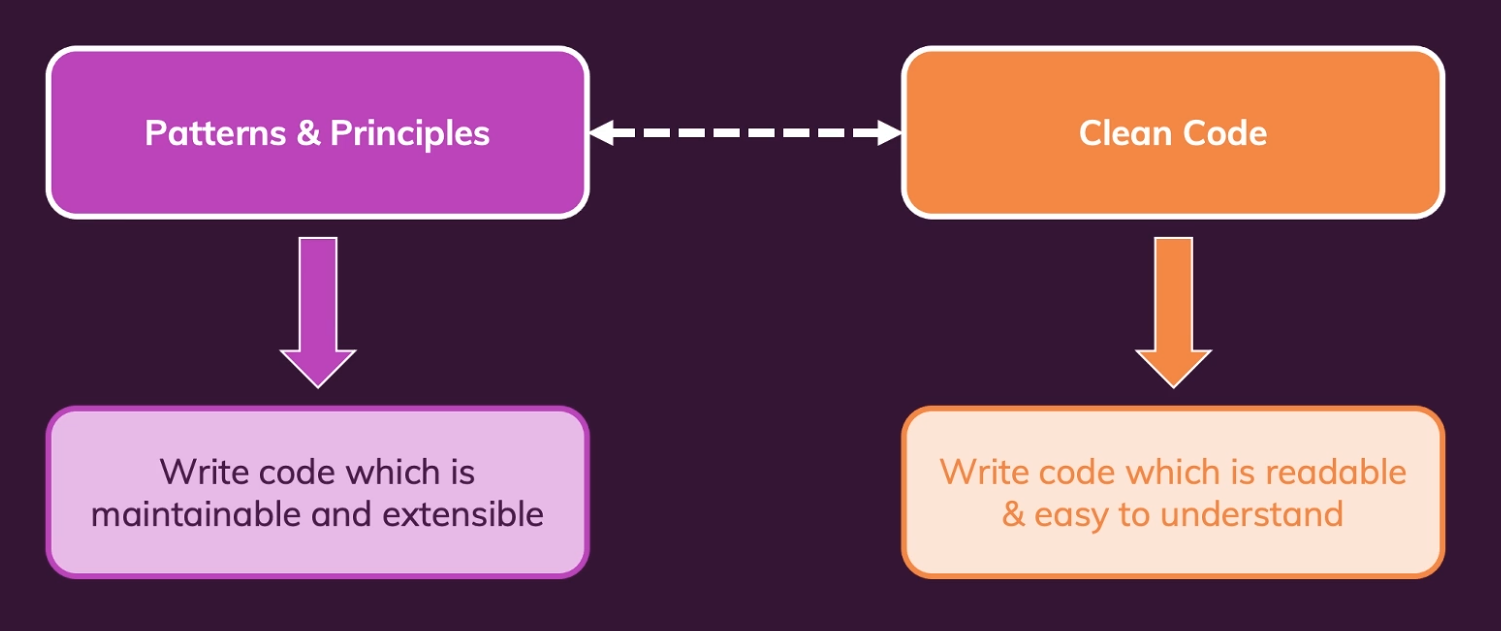 Patterns & Principles
Clean Code
Write code which is
maintainable and extensible
Write code which is readable
& easy to understand